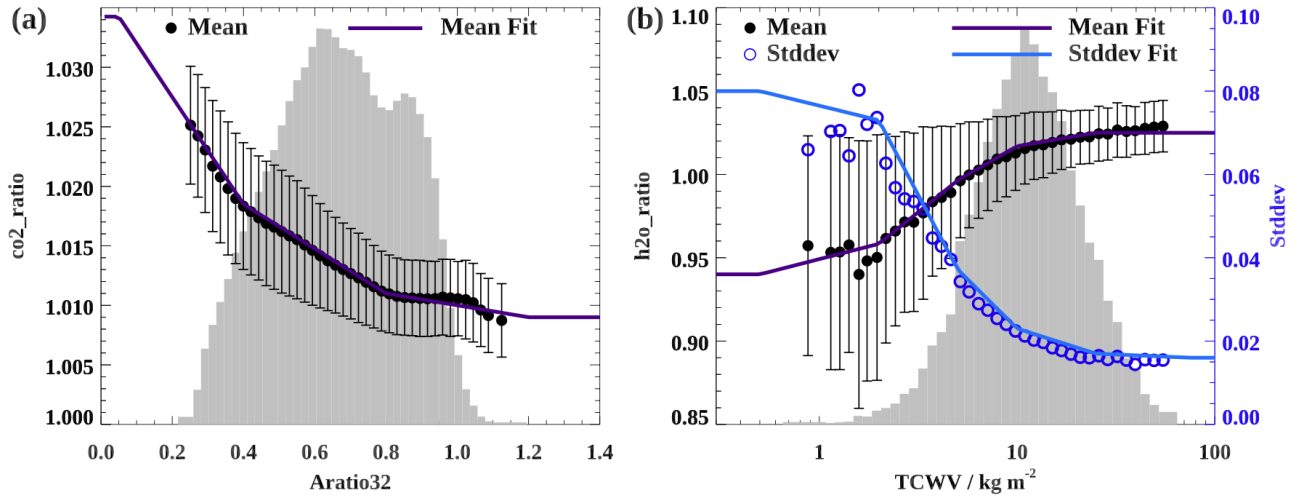 (a)
Mean
Mean Fit
1.030
1.025
1.020
1.015
1.010
1.005
1.000
co2_ratio
0.0 0.2 0.4 0.6 0.8 1.0 1.2 1.4
Aratio32
(b)
Mean
Mean Fit
Stddev
Stddev Fit
1.10
1.05
1.00
0.95
0.90
0.85
h2o_ratio
1 10 100
TCWV / kg m⁻²
0.10
0.08
0.06
0.04
0.02
0.00
Stddev